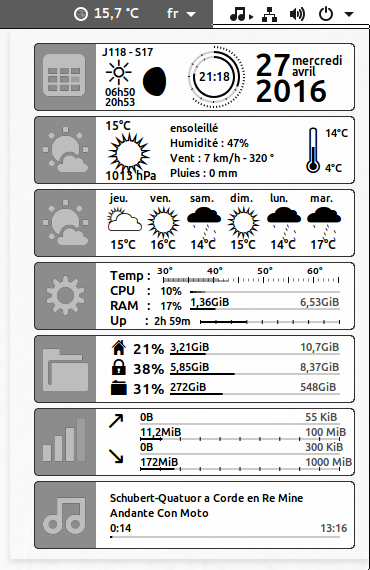 15,7 °C fr
J118 - S17
06h50
20h53
21:18
27 mercredi
avril
2016
15°C
1015 hPa
ensoleillé
Humidité : 47%
Vent : 7 km/h - 320 °
Pluies : 0 mm
14°C
4°C
jeu. ven. sam. dim. lun. mar.
15°C 16°C 14°C 15°C 14°C 17°C
Temp : 30° 40° 50° 60°
CPU : 10%
RAM : 17% 1,36GiB 6,53GiB
Up : 2h 59m
21% 3,21GiB 10,7GiB
38% 5,85GiB 8,37GiB
31% 272GiB 548GiB
0B 55 KiB
11,2MiB 100 MiB
0B 300 KiB
172MiB 1000 MiB
Schubert-Quatuor a Corde en Re Mine
Andante Con Moto
0:14 13:16